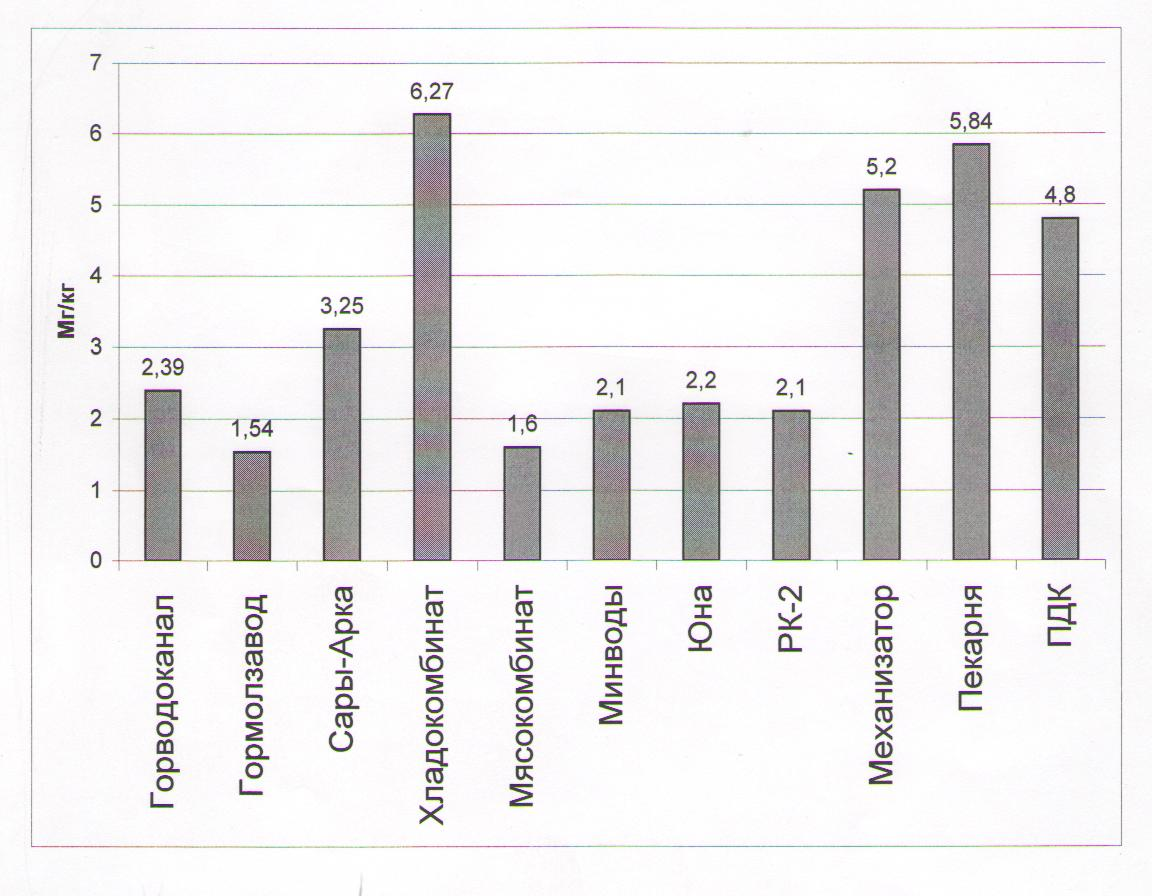 Мг/кг
7
6
5
4
3
2
1
0
2,39
1,54
3,25
6,27
1,6
2,1
2,2
2,1
5,2
5,84
4,8
Горводоканал
Гормолзавод
Сары-Арка
Хладокомбинат
Мясокомбинат
Минводы
Юна
РК-2
Механизатор
Пекарня
ПДК